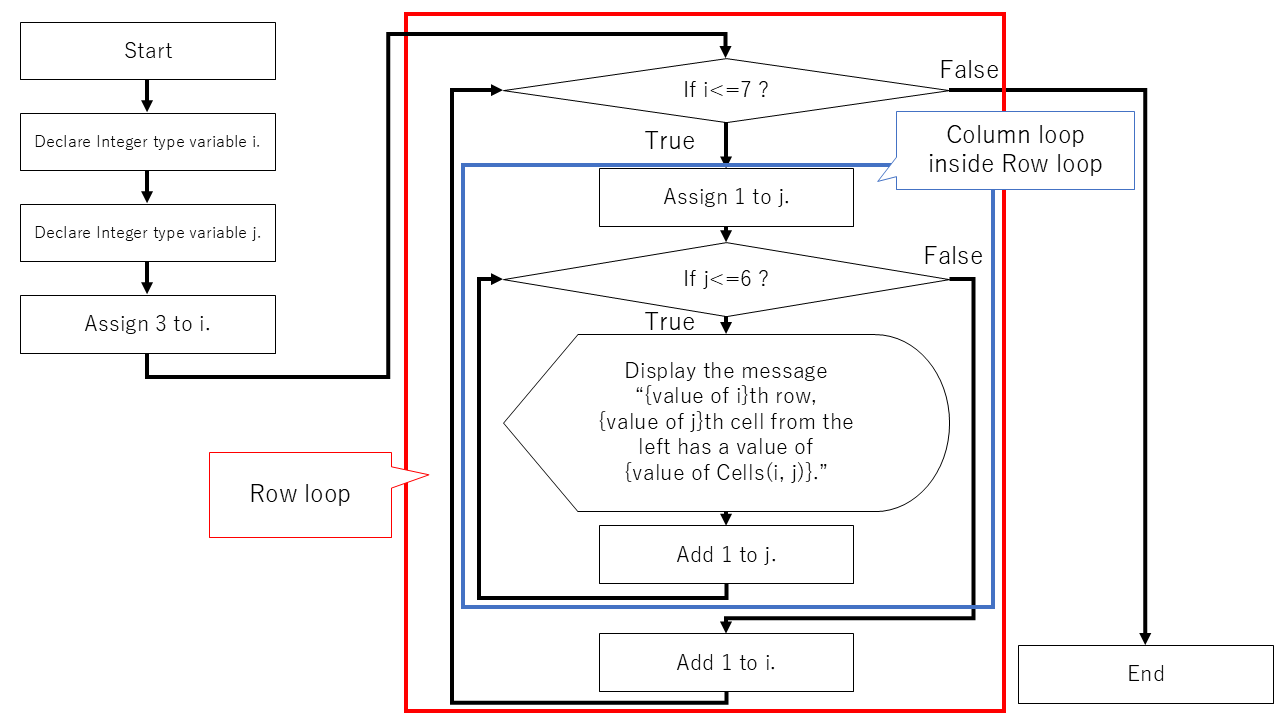 Start
Declare Integer type variable i.
Declare Integer type variable j.
Assign 3 to i.
If i<=7 ?
False
True
Column loop
inside Row loop
Assign 1 to j.
If j<=6 ?
False
True
Display the message
“{value of i}th row,
{value of j}th cell from the
left has a value of
{value of Cells(i, j)}.”
Row loop
Add 1 to j.
Add 1 to i.
End